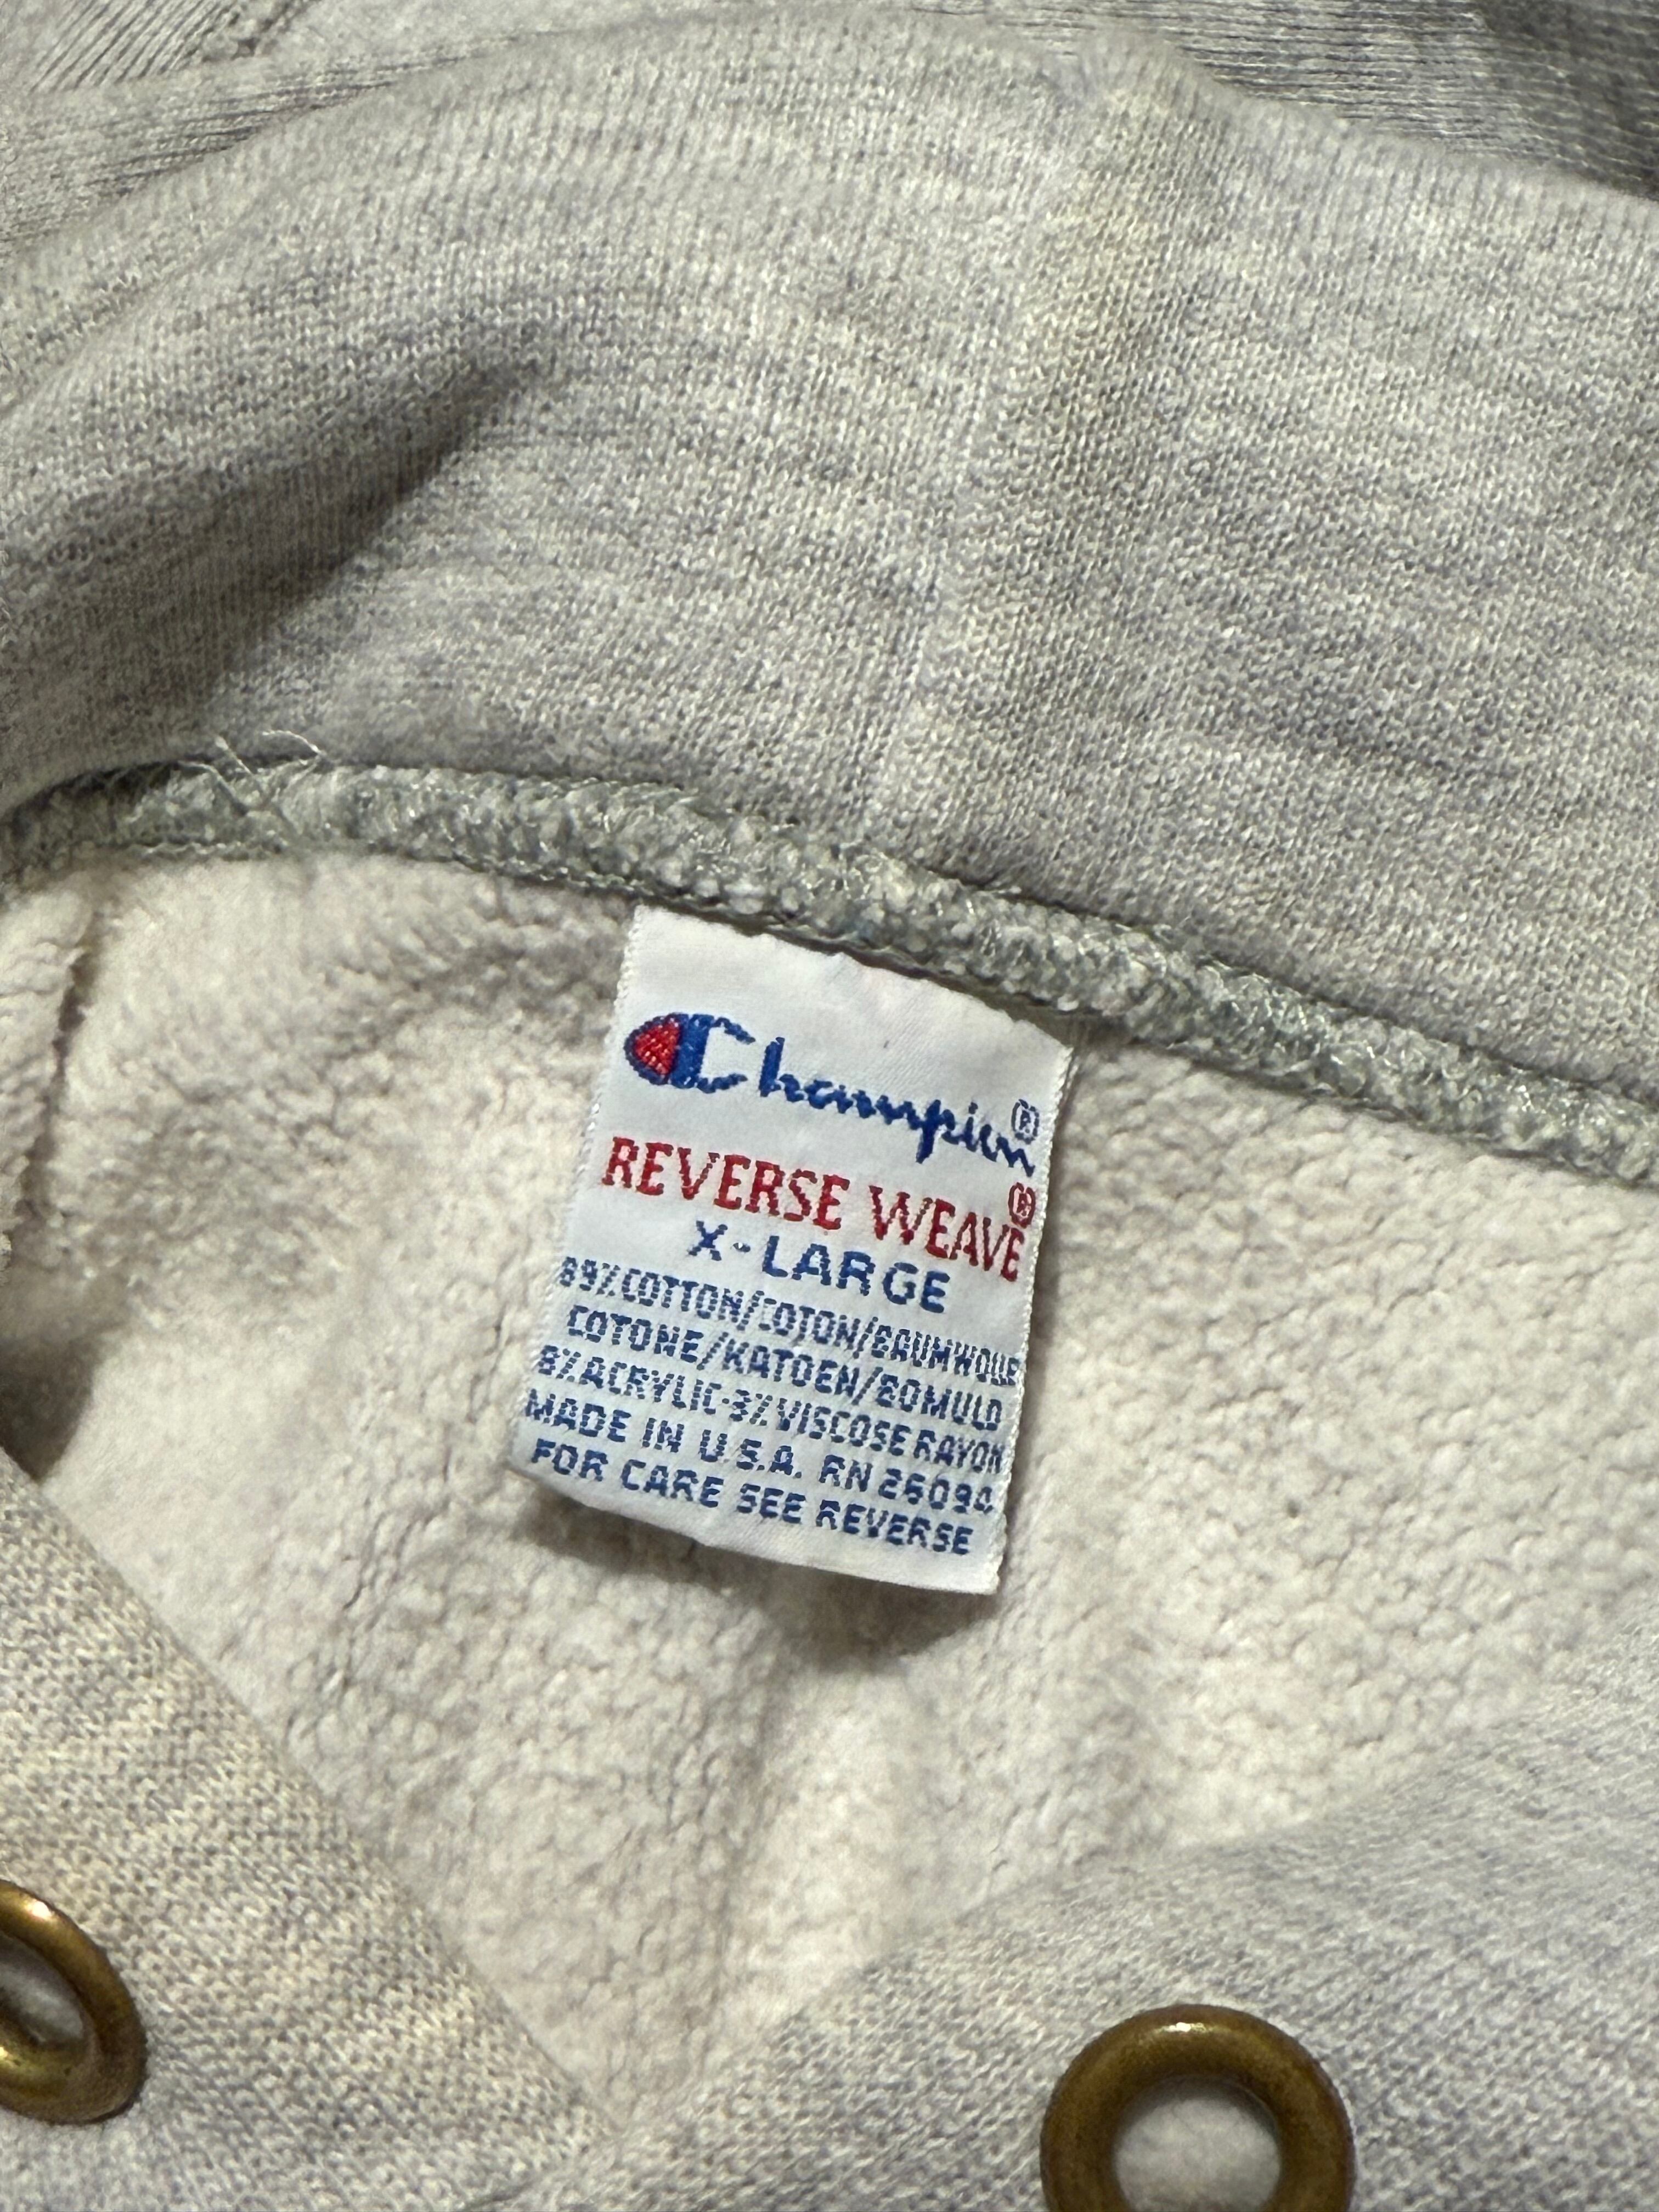 Champion®
REVERSE WEAVE®
X-LARGE
89% COTTON/COTON/BAUMWOLLE
COTONE/KATOEN/BOMULD
8% ACRYLIC-3% VISCOSE RAYON
MADE IN U.S.A. RN 26094
FOR CARE SEE REVERSE